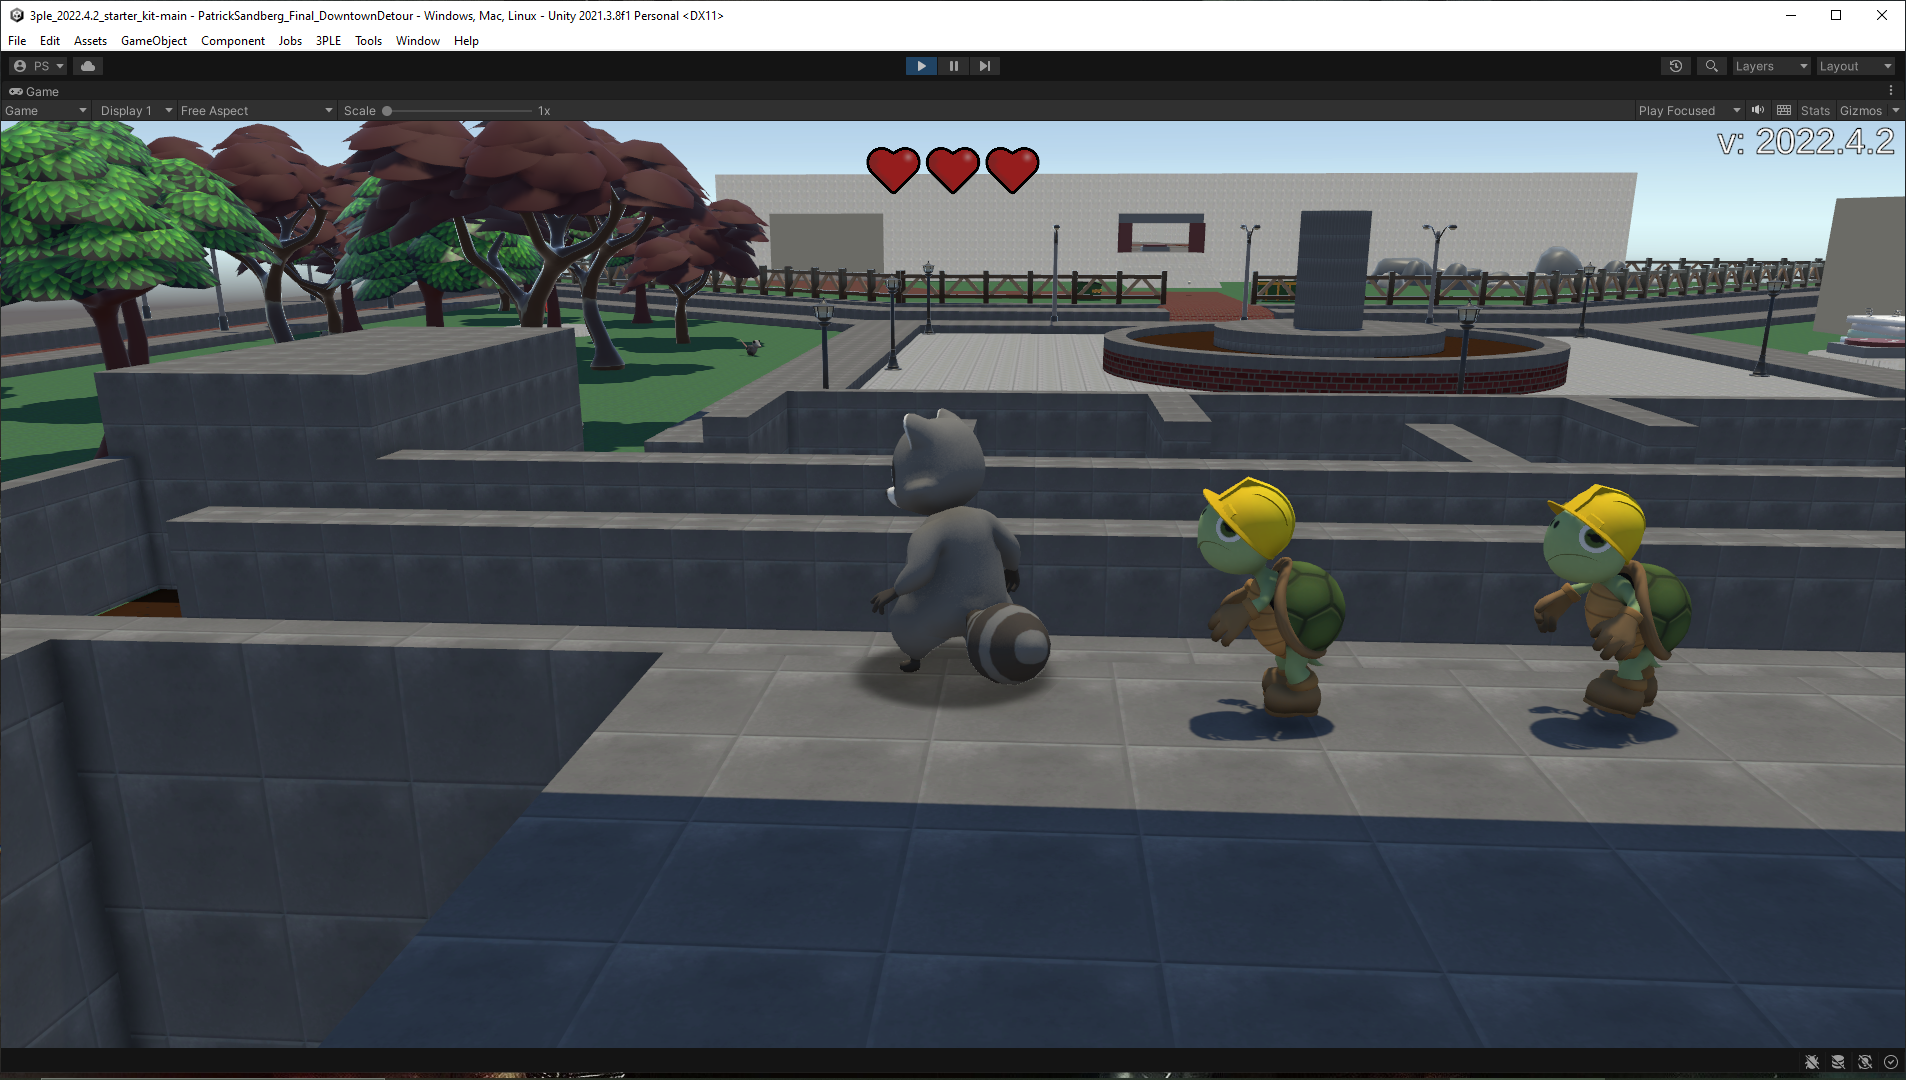 3ple_2022.4.2_starter_kit-main - PatrickSandberg_Final_DowntownDetour - Windows, Mac, Linux - Unity 2021.3.8f1 Personal <DX11>
File Edit Assets GameObject Component Jobs 3PLE Tools Window Help
PS Layers Layout
Game
Game Display 1 Free Aspect Scale 1x Play Focused Stats Gizmos
v: 2022.4.2